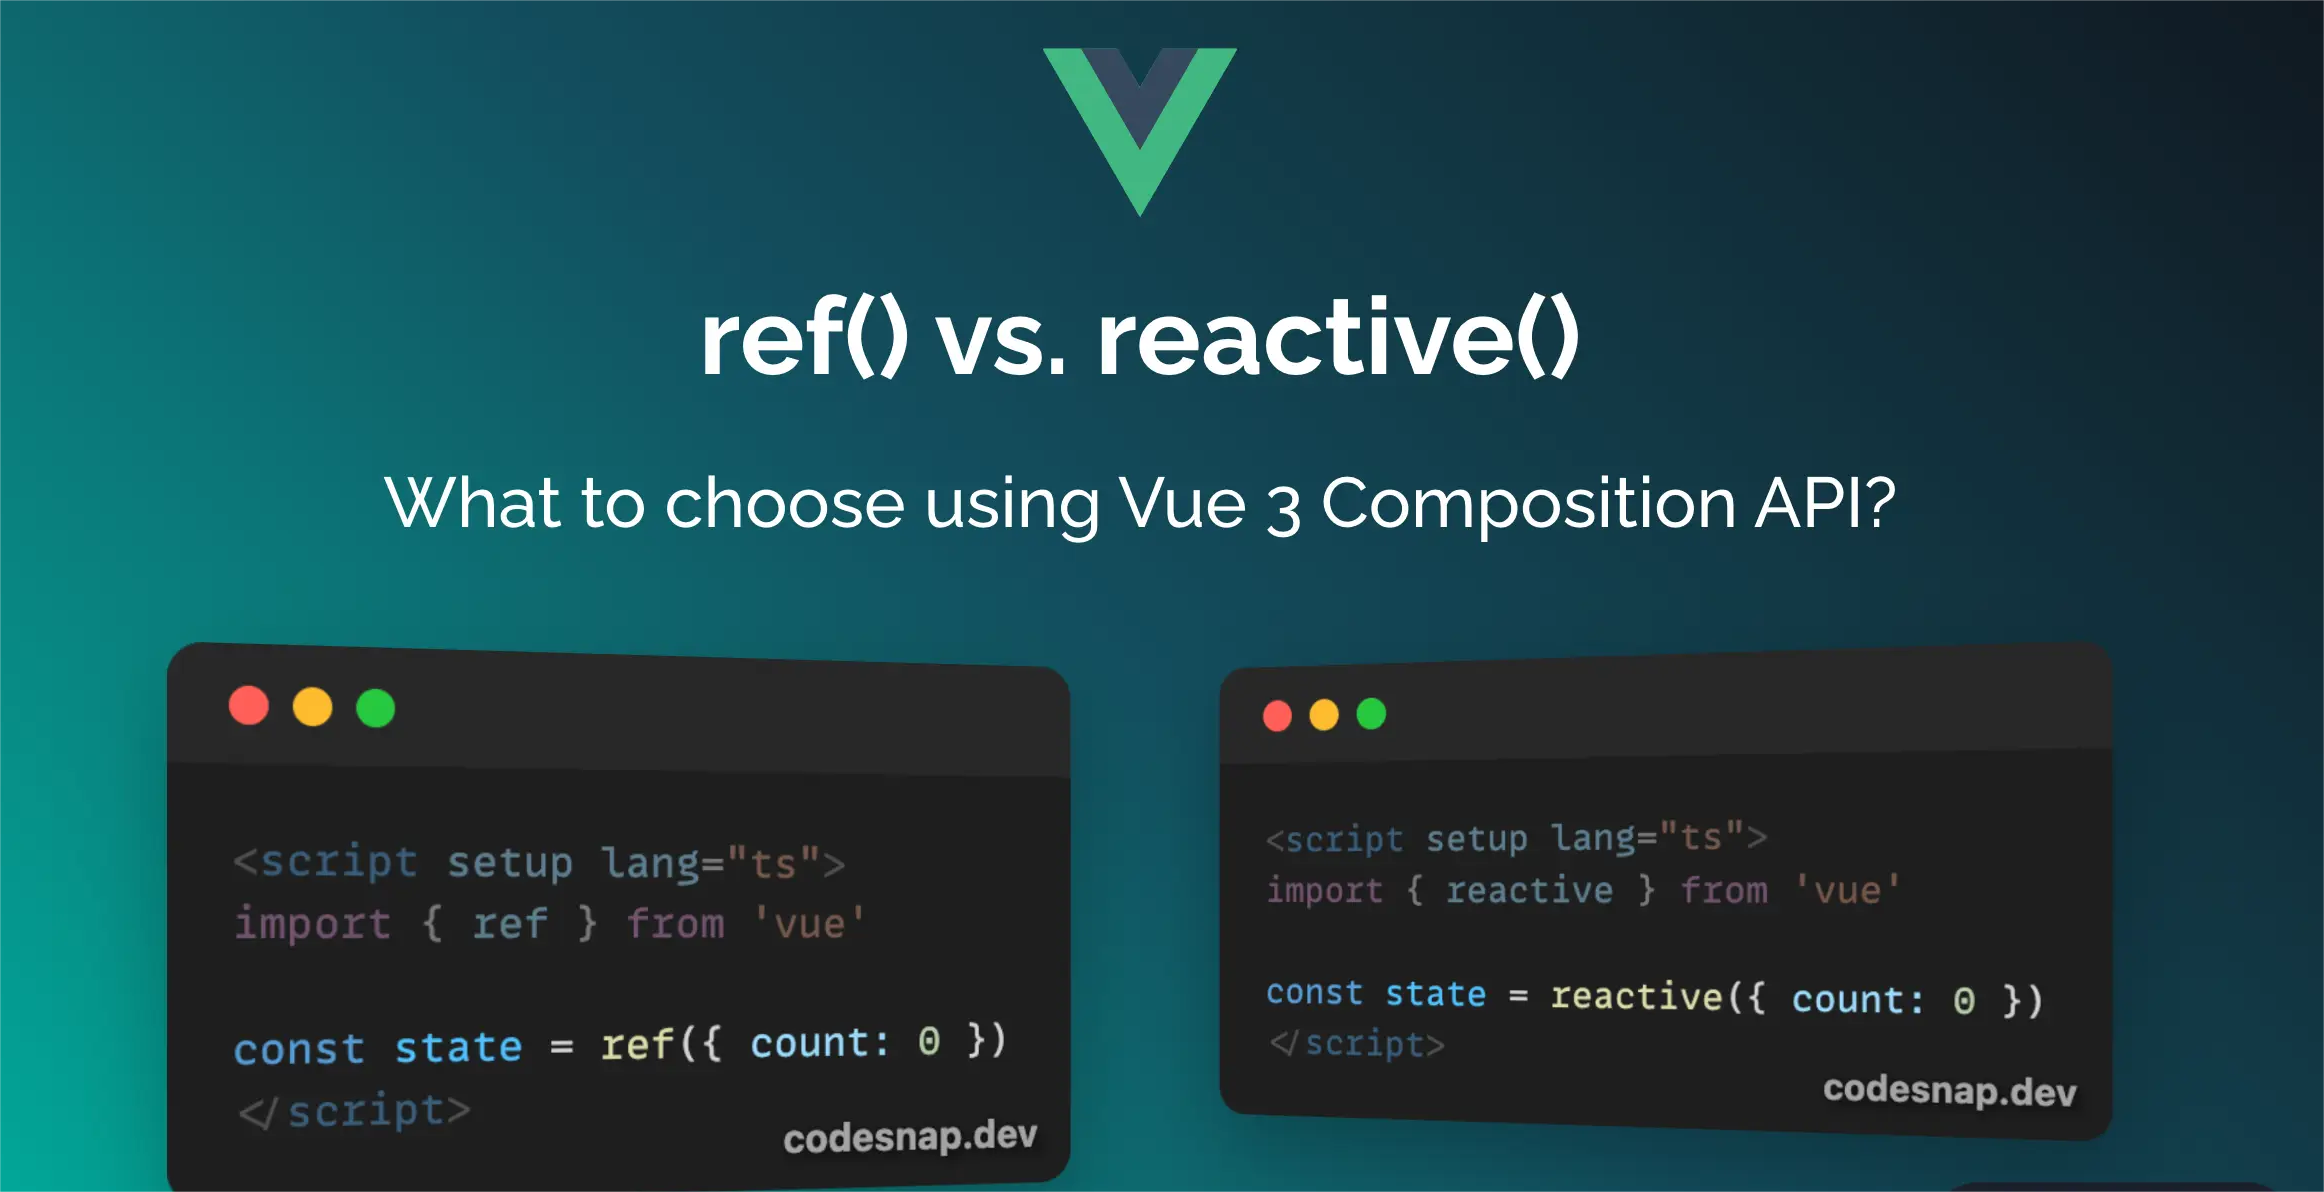 ref() vs. reactive()
What to choose using Vue 3 Composition API?
<script setup lang="ts">
import { ref } from 'vue'
const state = ref({ count: 0 })
</script>
codesnap.dev
<script setup lang="ts">
import { reactive } from 'vue'
const state = reactive({ count: 0 })
</script>
codesnap.dev